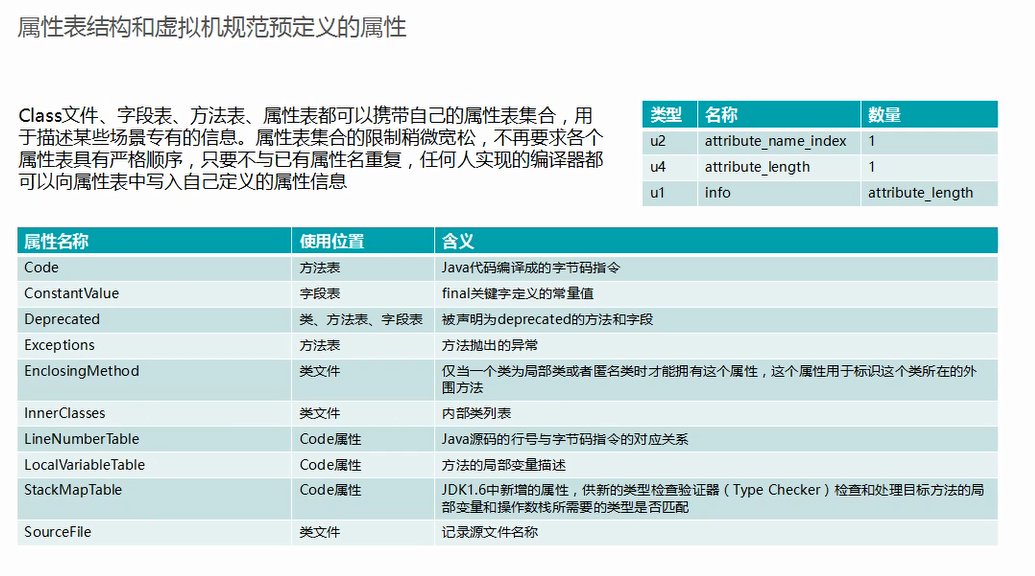 属性表结构和虚拟机规范预定义的属性
Class文件、字段表、方法表、属性表都可以携带自己的属性表集合，用
于描述某些场景专有的信息。属性表集合的限制稍微宽松，不再要求各个
属性表具有严格顺序，只要不与已有属性名重复，任何人实现的编译器都
可以向属性表中写入自己定义的属性信息
类型 名称 数量
u2 attribute_name_index 1
u4 attribute_length 1
u1 info attribute_length
属性名称 使用位置 含义
Code 方法表 Java代码编译成的字节码指令
ConstantValue 字段表 final关键字定义的常量值
Deprecated 类、方法表、字段表 被声明为deprecated的方法和字段
Exceptions 方法表 方法抛出的异常
EnclosingMethod 类文件 仅当一个类为局部类或者匿名类时才能拥有这个属性，这个属性用于标识这个类所在的外
围方法
InnerClasses 类文件 内部类列表
LineNumberTable Code属性 Java源码的行号与字节码指令的对应关系
LocalVariableTable Code属性 方法的局部变量描述
StackMapTable Code属性 JDK1.6中新增的属性，供新的类型检查验证器（Type Checker）检查和处理目标方法的局
部变量和操作数栈所需要的类型是否匹配
SourceFile 类文件 记录源文件名称